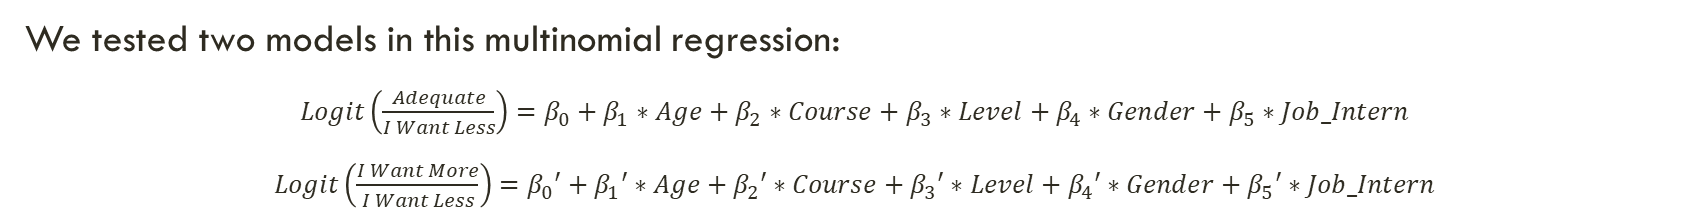 We tested two models in this multinomial regression:
Logit (Adequate / I Want Less) = β₀ + β₁ * Age + β₂ * Course + β₃ * Level + β₄ * Gender + β₅ * Job_Intern
Logit (I Want More / I Want Less) = β₀′ + β₁′ * Age + β₂′ * Course + β₃′ * Level + β₄′ * Gender + β₅′ * Job_Intern